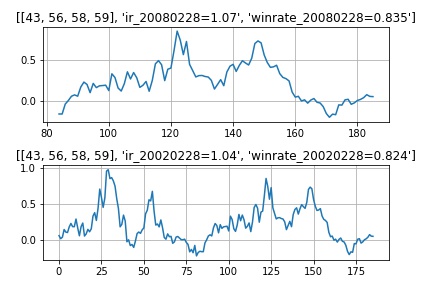 [[43, 56, 58, 59], 'ir_20080228=1.07', 'winrate_20080228=0.835']
0.5
0.0
80 100 120 140 160 180
[[43, 56, 58, 59], 'ir_20020228=1.04', 'winrate_20020228=0.824']
1.0
0.5
0.0
0 25 50 75 100 125 150 175